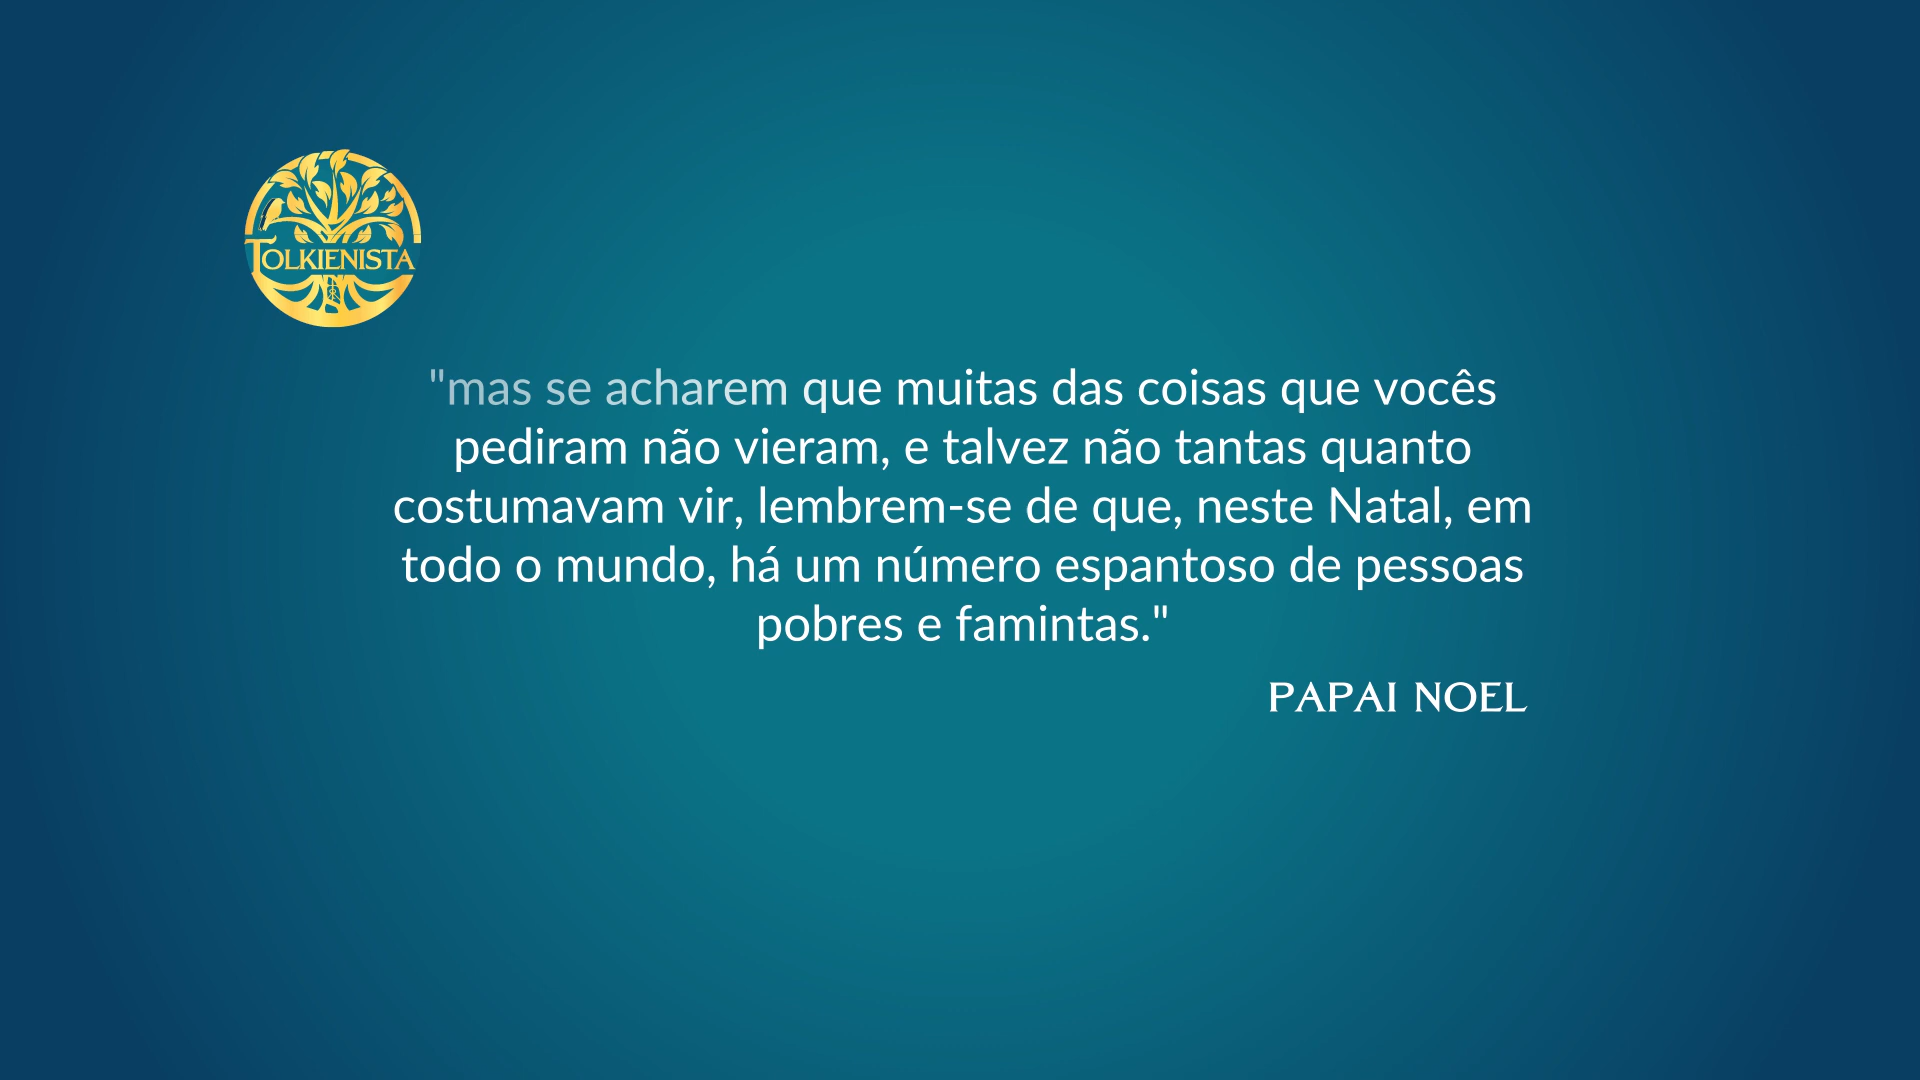 TOLKIENISTA
"mas se acharem que muitas das coisas que vocês
pediram não vieram, e talvez não tantas quanto
costumavam vir, lembrem-se de que, neste Natal, em
todo o mundo, há um número espantoso de pessoas
pobres e famintas."
PAPAI NOEL